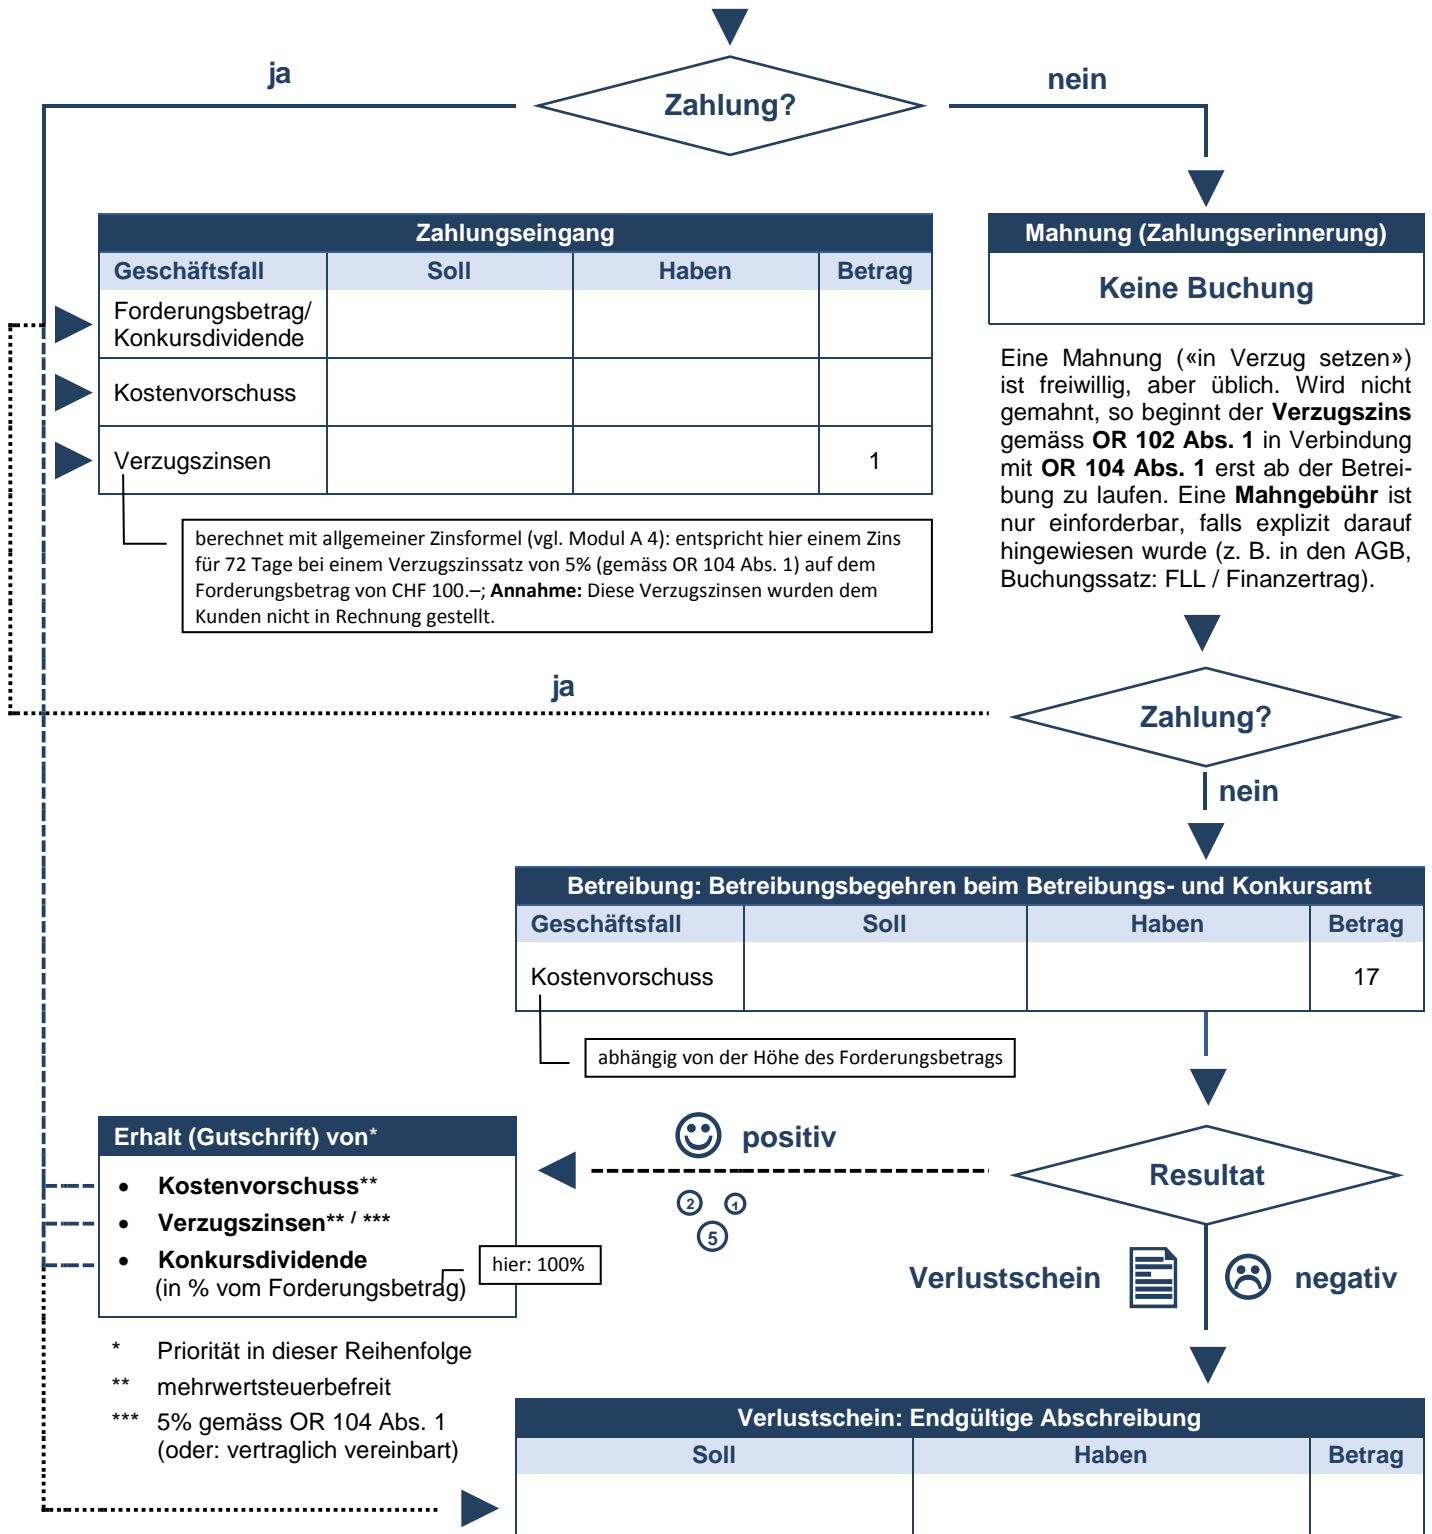 ja
Zahlung?
nein
Zahlungseingang
Geschäftsfall Soll Haben Betrag
Forderungsbetrag/
Konkursdividende
Kostenvorschuss
Verzugszinsen 1
berechnet mit allgemeiner Zinsformel (vgl. Modul A 4): entspricht hier einem Zins
für 72 Tage bei einem Verzugszinssatz von 5% (gemäss OR 104 Abs. 1) auf dem
Forderungsbetrag von CHF 100.–; Annahme: Diese Verzugszinsen wurden dem
Kunden nicht in Rechnung gestellt.
Mahnung (Zahlungserinnerung)
Keine Buchung
Eine Mahnung («in Verzug setzen»)
ist freiwillig, aber üblich. Wird nicht
gemahnt, so beginnt der Verzugszins
gemäss OR 102 Abs. 1 in Verbindung
mit OR 104 Abs. 1 erst ab der Betrei-
bung zu laufen. Eine Mahngebühr ist
nur einforderbar, falls explizit darauf
hingewiesen wurde (z. B. in den AGB,
Buchungssatz: FLL / Finanzertrag).
ja
Zahlung?
nein
Betreibung: Betreibungsbegehren beim Betreibungs- und Konkursamt
Geschäftsfall Soll Haben Betrag
Kostenvorschuss 17
abhängig von der Höhe des Forderungsbetrags
positiv
2 1
5
Resultat
Verlustschein
negativ
Erhalt (Gutschrift) von*
• Kostenvorschuss**
• Verzugszinsen** / ***
• Konkursdividende
(in % vom Forderungsbetrag)
hier: 100%
* Priorität in dieser Reihenfolge
** mehrwertsteuerbefreit
*** 5% gemäss OR 104 Abs. 1
(oder: vertraglich vereinbart)
Verlustschein: Endgültige Abschreibung
Soll Haben Betrag